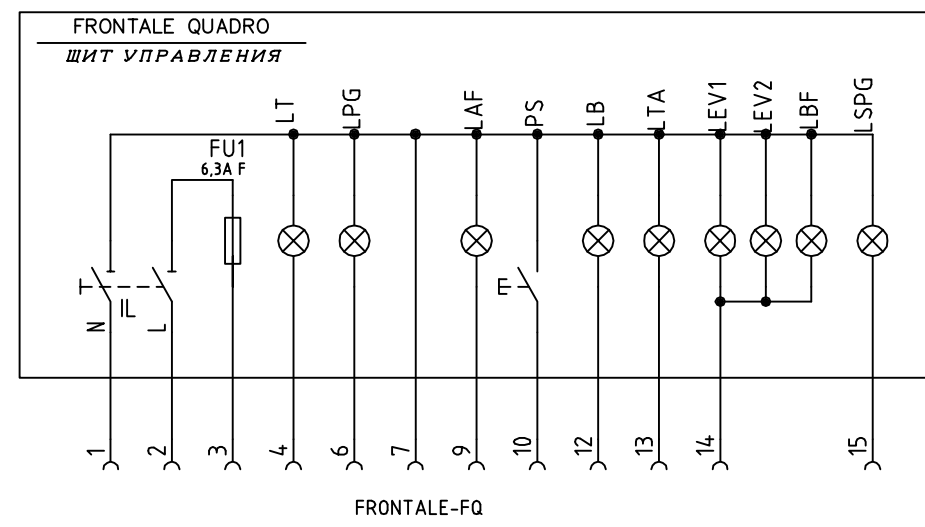 FRONTALE QUADRO
ЩИТ УПРАВЛЕНИЯ
LT
LPG
LAF
PS
LB
LTA
LEV1
LEV2
LBF
LSPG
FU1
6,3A F
IL
N
L
1
2
3
4
6
7
9
10
12
13
14
15
FRONTALE-FQ